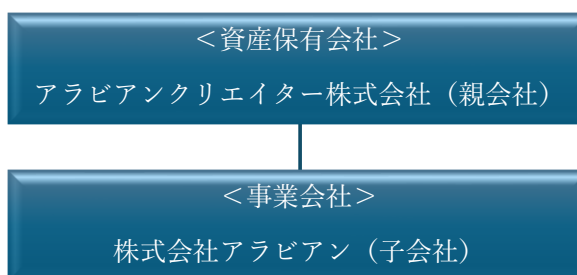 ＜資産保有会社＞
アラビアンクリエイター株式会社（親会社）
＜事業会社＞
株式会社アラビアン（子会社）